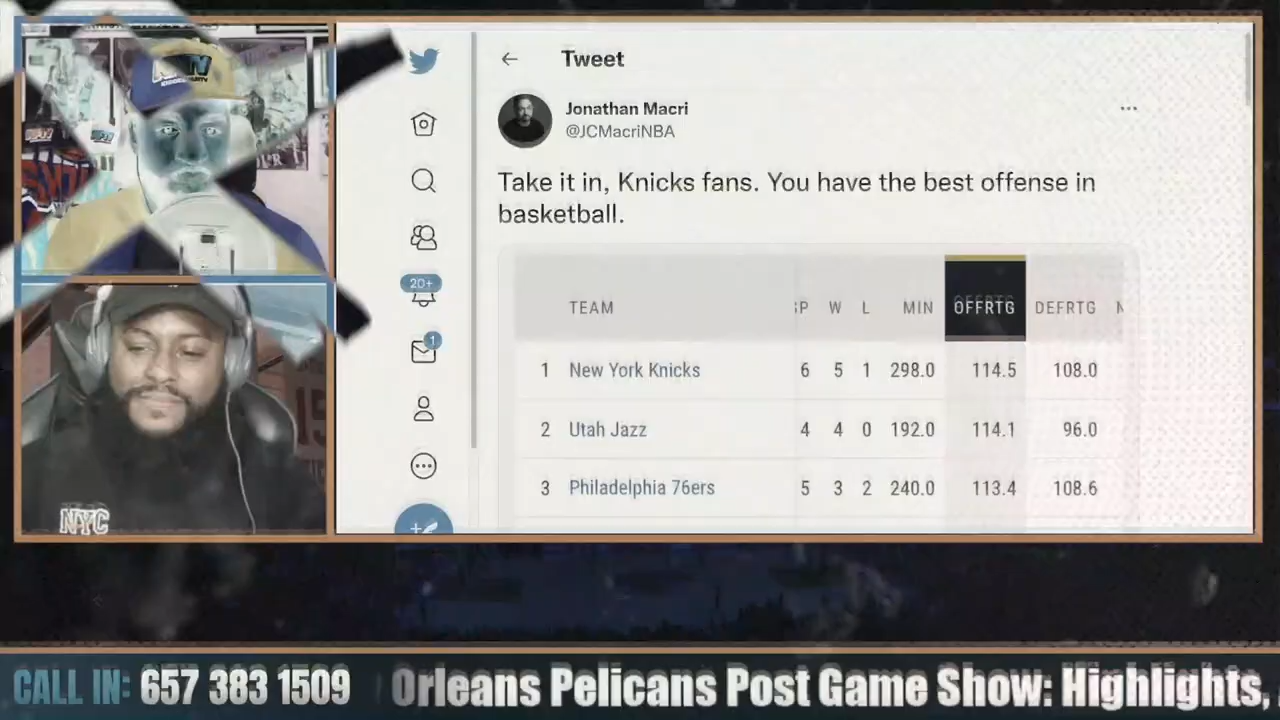 Tweet
Jonathan Macri
@JCMacriNBA
Take it in, Knicks fans. You have the best offense in
basketball.
20+
1
TEAM W L MIN OFFRTG DEFRTG
1 New York Knicks 6 5 1 298.0 114.5 108.0
2 Utah Jazz 4 4 0 192.0 114.1 96.0
3 Philadelphia 76ers 5 3 2 240.0 113.4 108.6
NYC
CALL IN: 657 383 1509 Orleans Pelicans Post Game Show: Highlights,